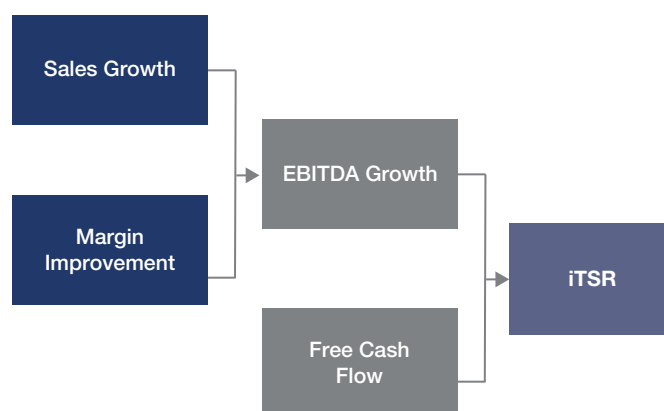 Sales Growth
Margin
Improvement
EBITDA Growth
Free Cash
Flow
iTSR